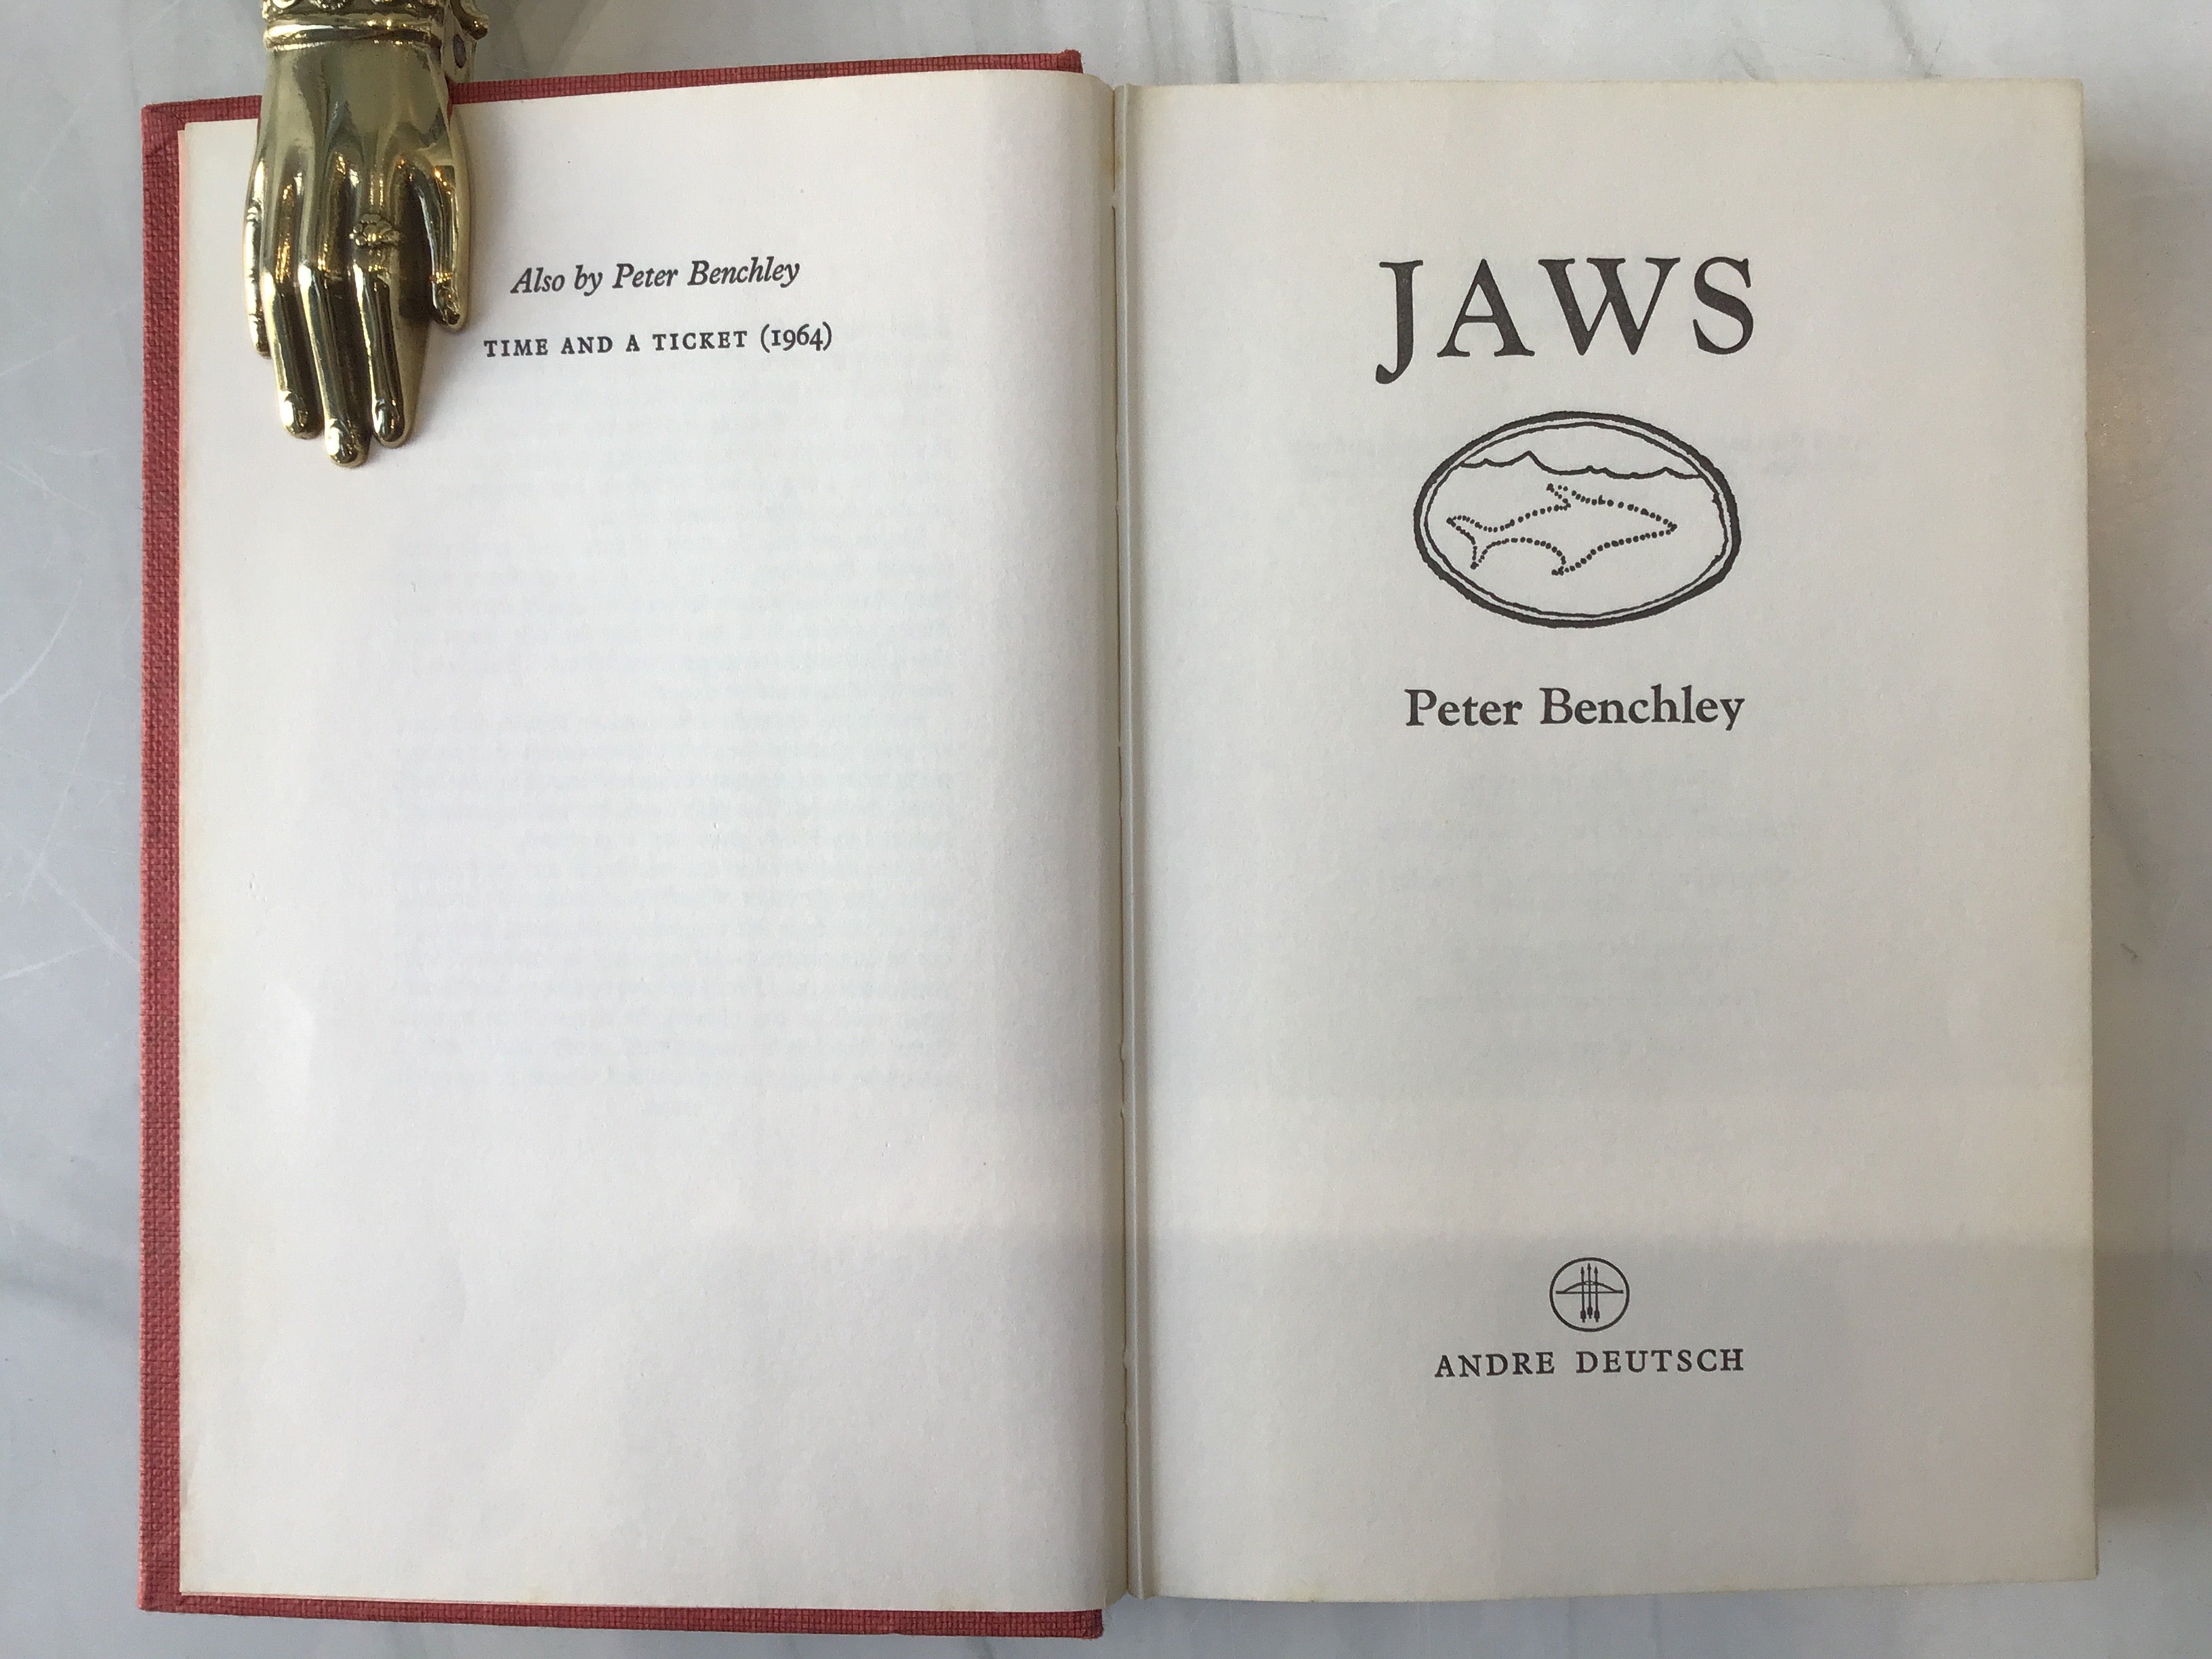 Also by Peter Benchley
TIME AND A TICKET (1964)
JAWS
Peter Benchley
ANDRE DEUTSCH